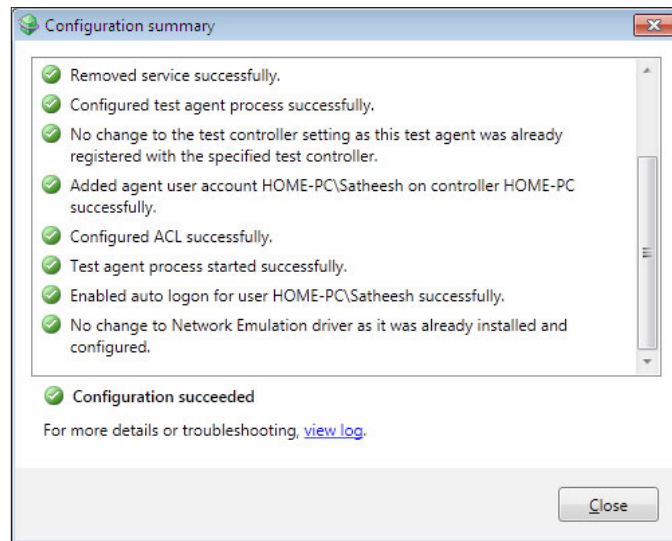 Configuration summary
Removed service successfully.
Configured test agent process successfully.
No change to the test controller setting as this test agent was already
registered with the specified test controller.
Added agent user account HOME-PC\Satheesh on controller HOME-PC
successfully.
Configured ACL successfully.
Test agent process started successfully.
Enabled auto logon for user HOME-PC\Satheesh successfully.
No change to Network Emulation driver as it was already installed and
configured.
Configuration succeeded
For more details or troubleshooting, view log.
Close